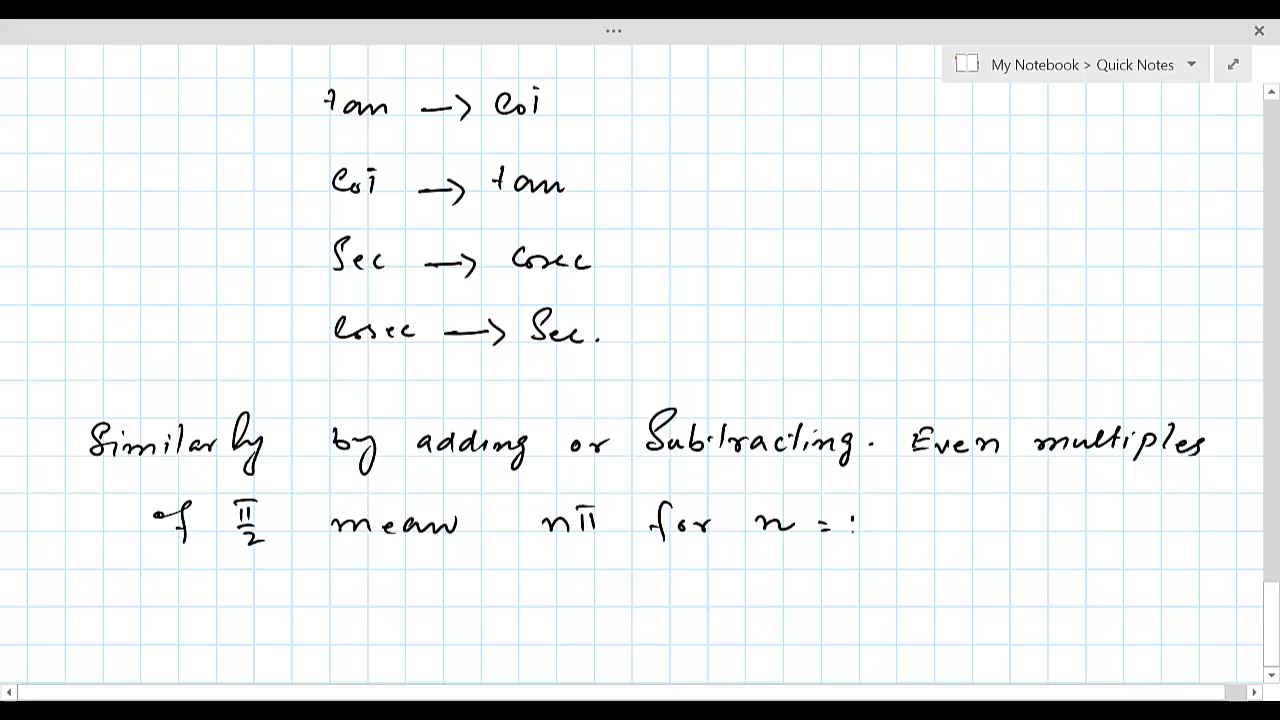 My Notebook > Quick Notes
tan → Cot
Cot → tan
Sec → Cosec
Cosec → Sec.
Similarly by adding or Subtracting. Even multiples
of π/2 mean nπ for n = :